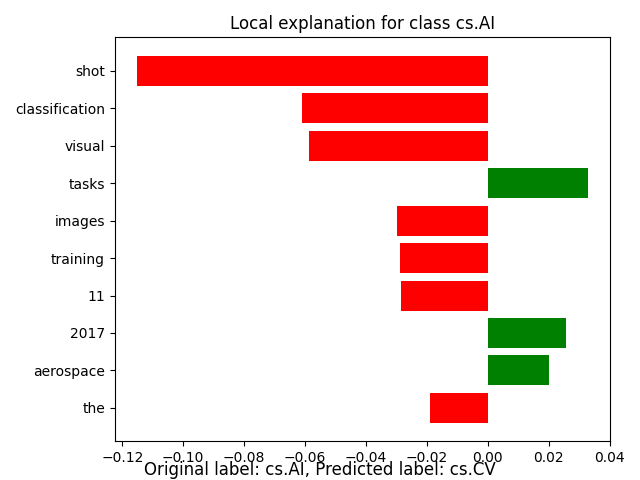 Local explanation for class cs.AI
shot
classification
visual
tasks
images
training
11
2017
aerospace
the
−0.12 −0.10 −0.08 −0.06 −0.04 −0.02 0.00 0.02 0.04
Original label: cs.AI, Predicted label: cs.CV